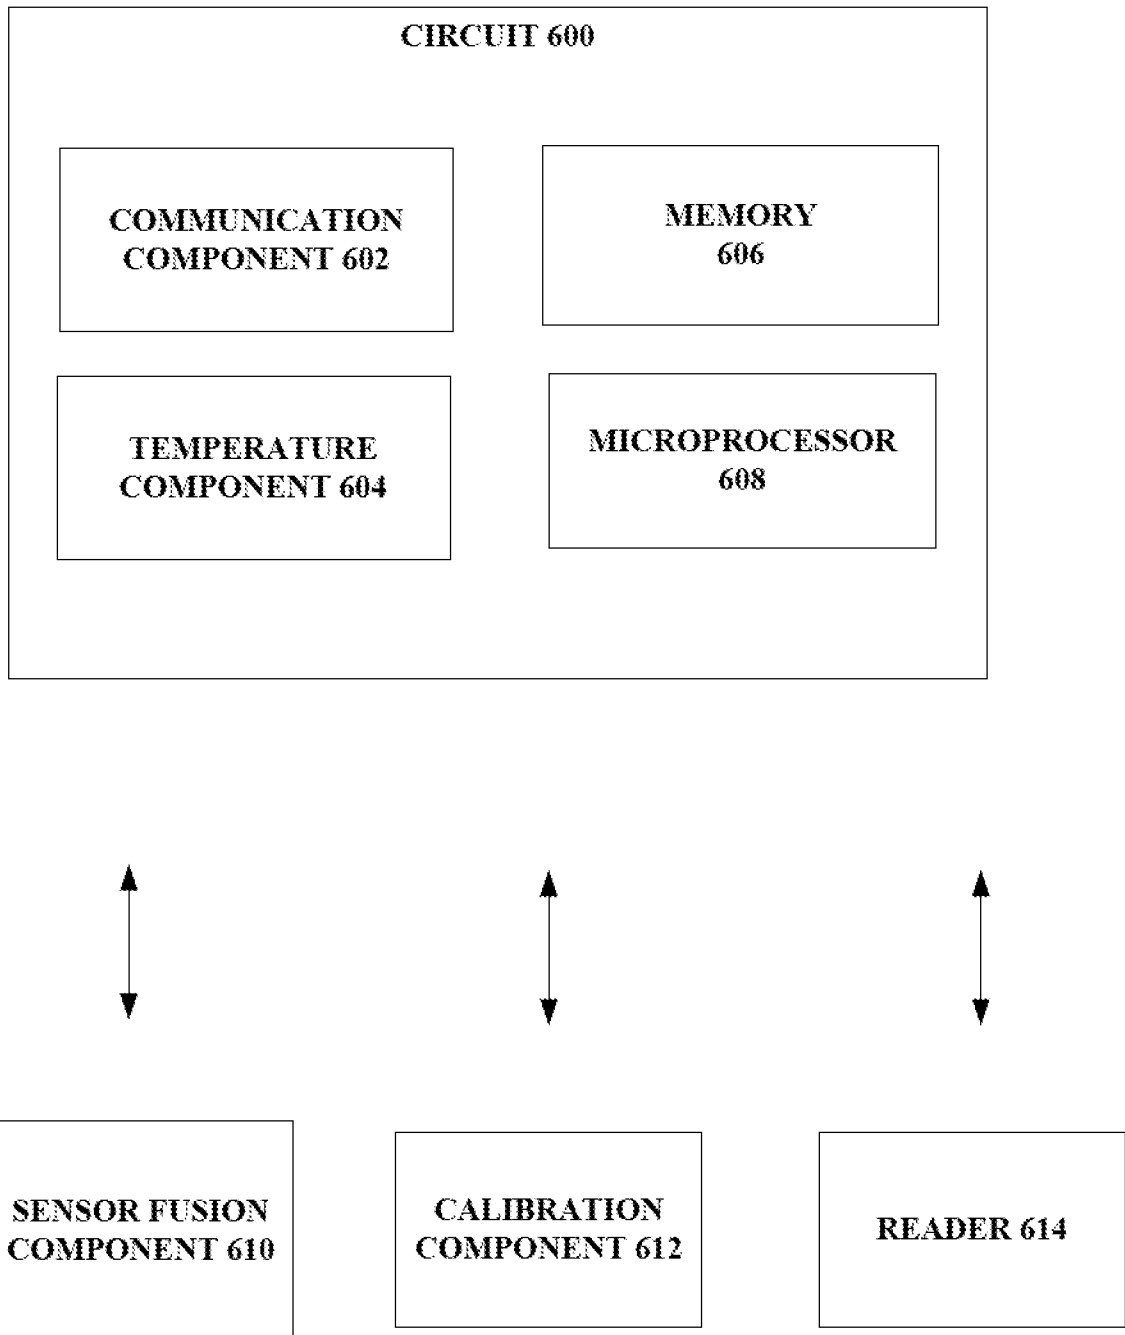 CIRCUIT 600
COMMUNICATION
COMPONENT 602
MEMORY
606
TEMPERATURE
COMPONENT 604
MICROPROCESSOR
608
SENSOR FUSION
COMPONENT 610
CALIBRATION
COMPONENT 612
READER 614